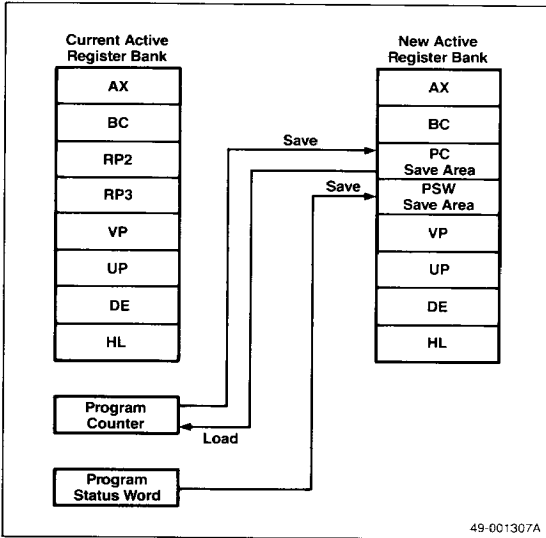 Current Active
Register Bank
AX
BC
RP2
RP3
VP
UP
DE
HL
New Active
Register Bank
AX
BC
PC
Save Area
PSW
Save Area
VP
UP
DE
HL
Save
Save
Program
Counter
Load
Program
Status Word
49-001307A